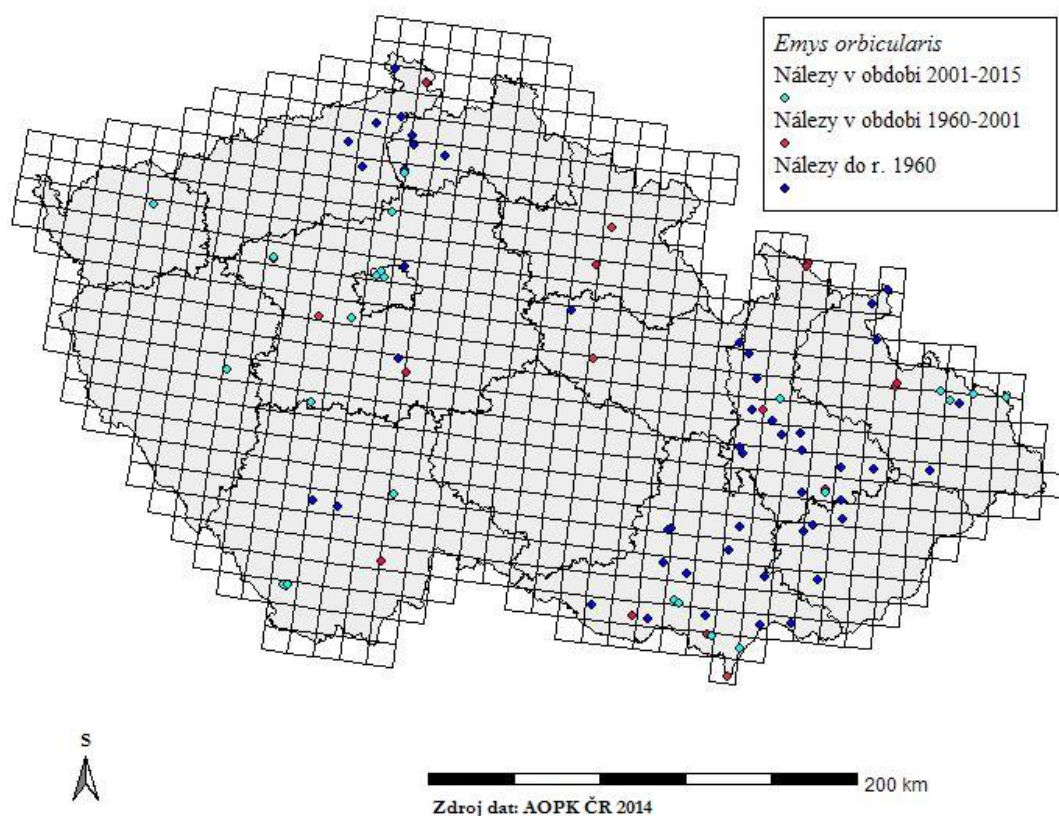 Emys orbicularis
Nálezy v období 2001-2015
Nálezy v období 1960-2001
Nálezy do r. 1960
S
200 km
Zdroj dat: AOPK ČR 2014